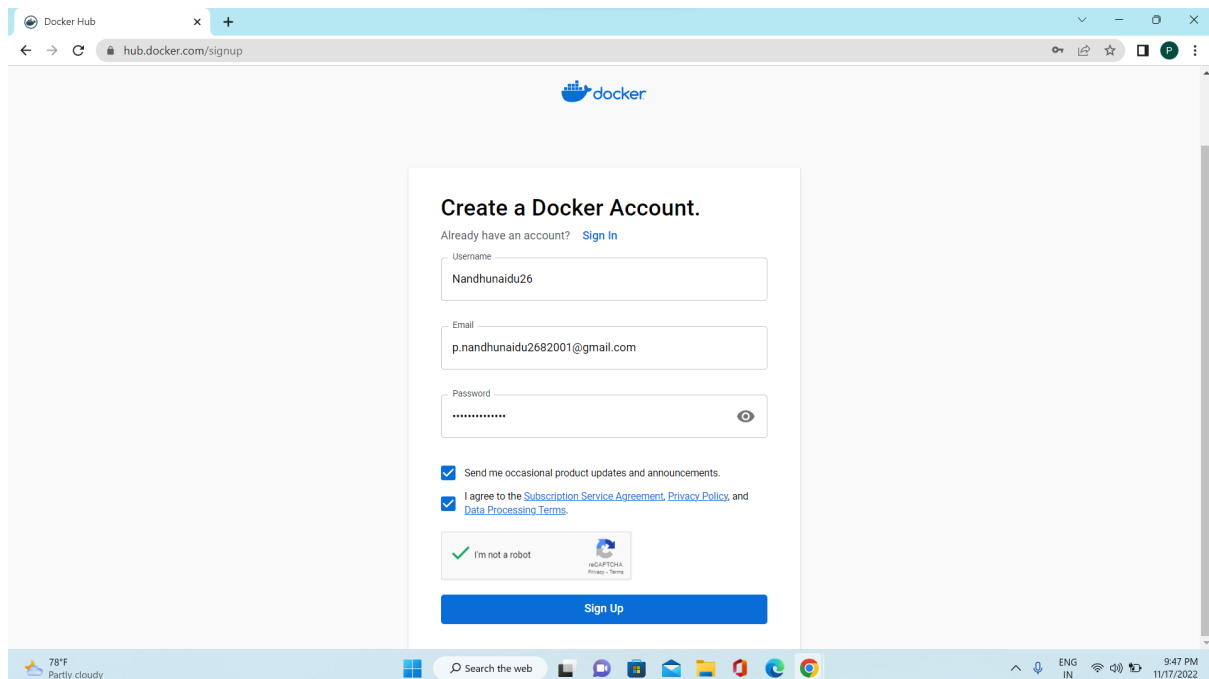 Docker Hub
hub.docker.com/signup
P
docker
Create a Docker Account.
Already have an account? Sign In
Username
Nandhunaidu26
Email
p.nandhunaidu2682001@gmail.com
Password
••••••••••••••
Send me occasional product updates and announcements.
I agree to the Subscription Service Agreement, Privacy Policy, and
Data Processing Terms.
I'm not a robot
reCAPTCHA
Privacy - Terms
Sign Up
78°F
Partly cloudy
Search the web
ENG
IN
9:47 PM
11/17/2022